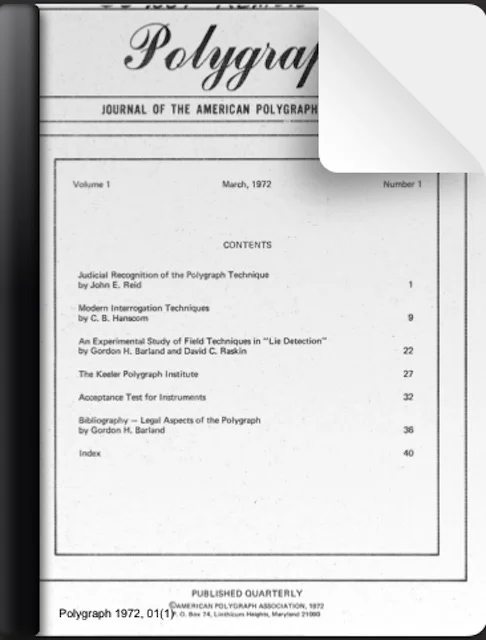 Polygrap
JOURNAL OF THE AMERICAN POLYGRAPH
Volume 1 March, 1972 Number 1
CONTENTS
Judicial Recognition of the Polygraph Technique
by John E. Reid 1
Modern Interrogation Techniques
by C. B. Hanscom 9
An Experimental Study of Field Techniques in "Lie Detection"
by Gordon H. Barland and David C. Raskin 22
The Keeler Polygraph Institute 27
Acceptance Test for Instruments 32
Bibliography — Legal Aspects of the Polygraph
by Gordon H. Barland 36
Index 40
PUBLISHED QUARTERLY
©AMERICAN POLYGRAPH ASSOCIATION, 1972
Polygraph 1972, 01(1)
P. O. Box 74, Linthicum Heights, Maryland 21090